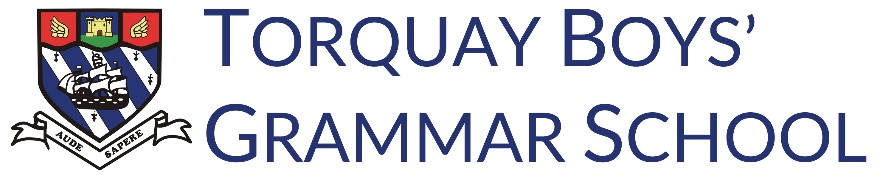 TORQUAY BOYS’
GRAMMAR SCHOOL
AUDE SAPERE